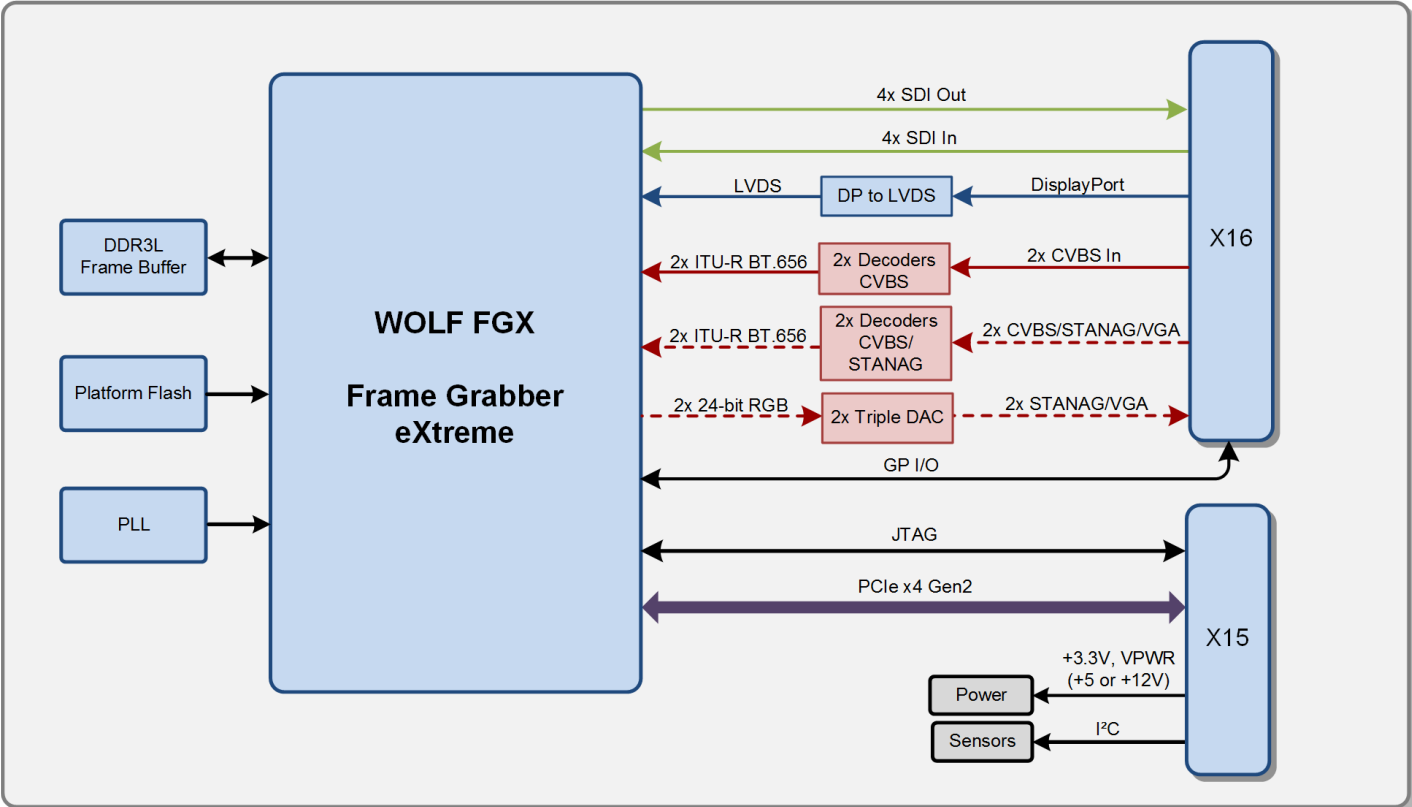 4x SDI Out
4x SDI In
LVDS
DP to LVDS
DisplayPort
X16
DDR3L
Frame Buffer
2x ITU-R BT.656
2x Decoders
CVBS
2x CVBS In
WOLF FGX
Frame Grabber
eXtreme
2x ITU-R BT.656
2x Decoders
CVBS/
STANAG
2x CVBS/STANAG/VGA
Platform Flash
2x 24-bit RGB
2x Triple DAC
2x STANAG/VGA
GP I/O
PLL
JTAG
PCIe x4 Gen2
X15
+3.3V, VPWR
(+5 or +12V)
Power
I²C
Sensors